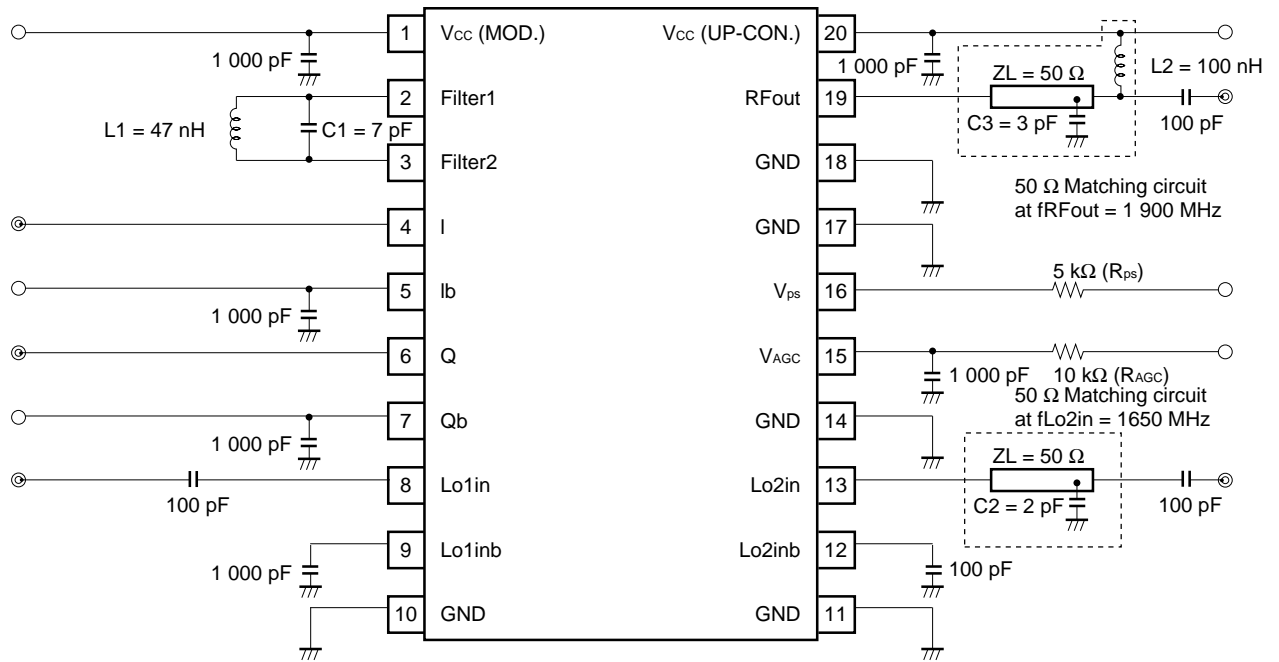 1 VCC (MOD.) VCC (UP-CON.) 20
1 000 pF
1 000 pF
ZL = 50 Ω
L2 = 100 nH
2 Filter1 RFout 19
L1 = 47 nH
C1 = 7 pF
C3 = 3 pF
100 pF
3 Filter2 GND 18
50 Ω Matching circuit
at fRFout = 1 900 MHz
4 I GND 17
5 Ib Vps 16
5 kΩ (Rps)
1 000 pF
6 Q VAGC 15
1 000 pF
10 kΩ (RAGC)
50 Ω Matching circuit
at fLo2in = 1650 MHz
7 Qb GND 14
1 000 pF
ZL = 50 Ω
8 Lo1in Lo2in 13
100 pF
C2 = 2 pF
100 pF
9 Lo1inb Lo2inb 12
1 000 pF
100 pF
10 GND GND 11